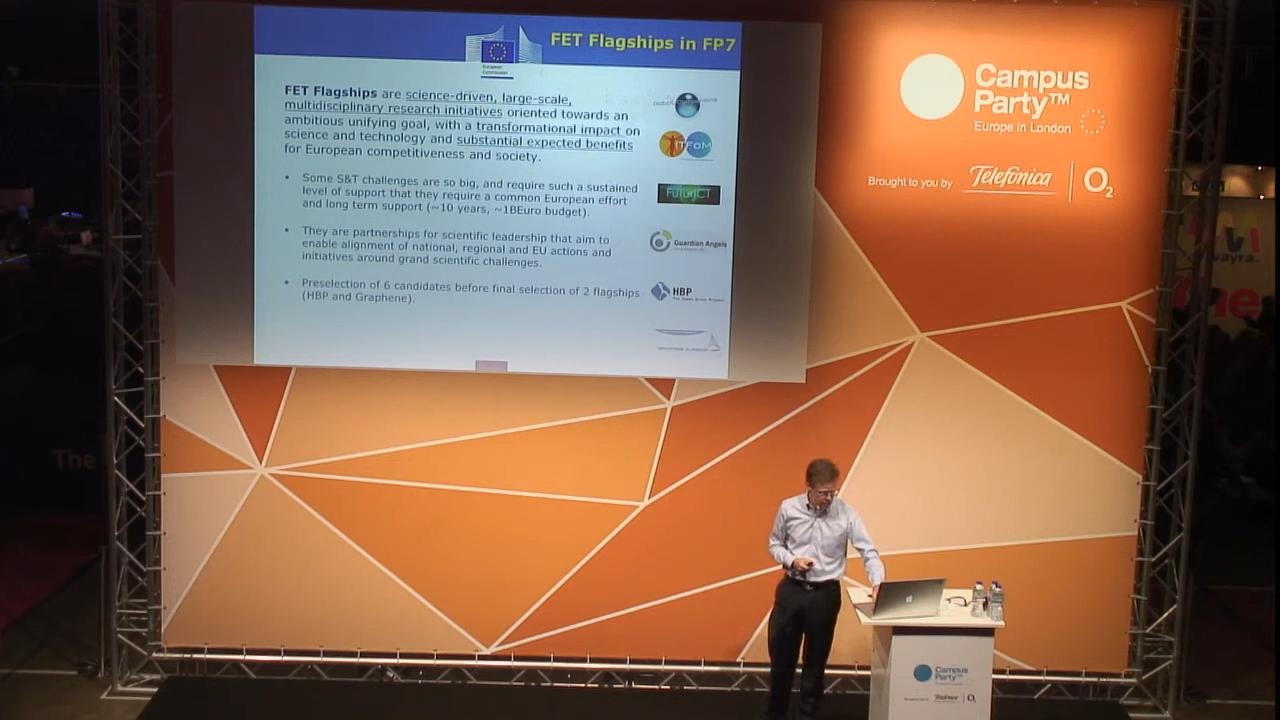 FET Flagships in FP7
European
Commission
FET Flagships are science-driven, large-scale,
multidisciplinary research initiatives oriented towards an
ambitious unifying goal, with a transformational impact on
science and technology and substantial expected benefits
for European competitiveness and society.
• Some S&T challenges are so big, and require such a sustained
level of support that they require a common European effort
and long term support (~10 years, ~1BEuro budget).
• They are partnerships for scientific leadership that aim to
enable alignment of national, regional and EU actions and
initiatives around grand scientific challenges.
• Preselection of 6 candidates before final selection of 2 flagships
(HBP and Graphene).
ITFoM
FuturICT
Guardian Angels
HBP
Campus
Party™
Europe in London
Brought to you by Telefónica O2
wayra.
The
Campus
Party™
Telefónica O2